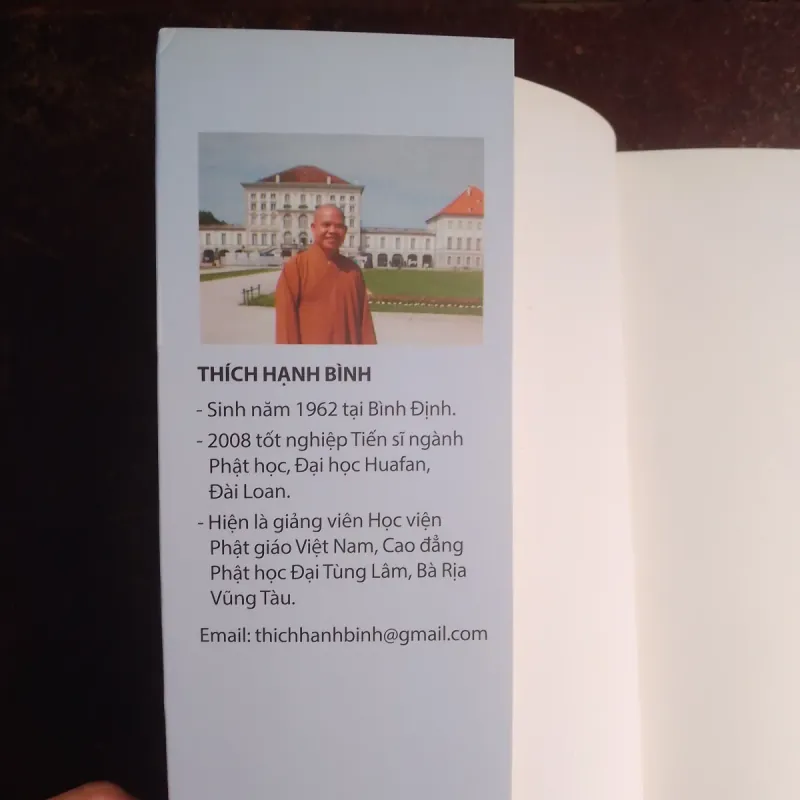 THÍCH HẠNH BÌNH
- Sinh năm 1962 tại Bình Định.
- 2008 tốt nghiệp Tiến sĩ ngành
Phật học, Đại học Huafan,
Đài Loan.
- Hiện là giảng viên Học viện
Phật giáo Việt Nam, Cao đẳng
Phật học Đại Tùng Lâm, Bà Rịa
Vũng Tàu.
Email: thichhanhbinh@gmail.com